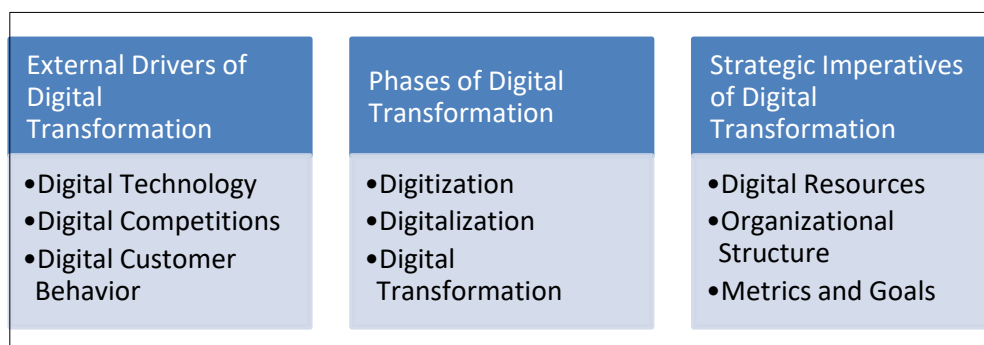 External Drivers of
Digital
Transformation
•Digital Technology
•Digital Competitions
•Digital Customer
Behavior
Phases of Digital
Transformation
•Digitization
•Digitalization
•Digital
Transformation
Strategic Imperatives
of Digital
Transformation
•Digital Resources
•Organizational
Structure
•Metrics and Goals